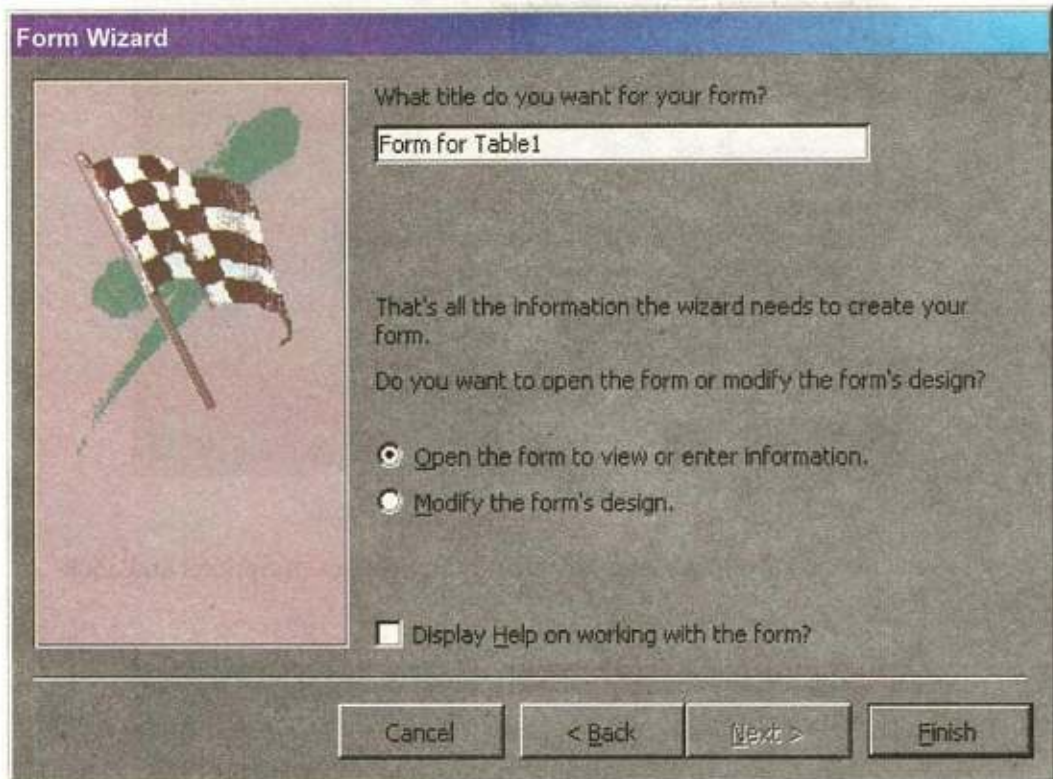 Form Wizard
What title do you want for your form?
Form for Table1
That's all the information the wizard needs to create your
form.
Do you want to open the form or modify the form's design?
Open the form to view or enter information.
Modify the form's design.
Display Help on working with the form?
Cancel
< Back
Next >
Finish